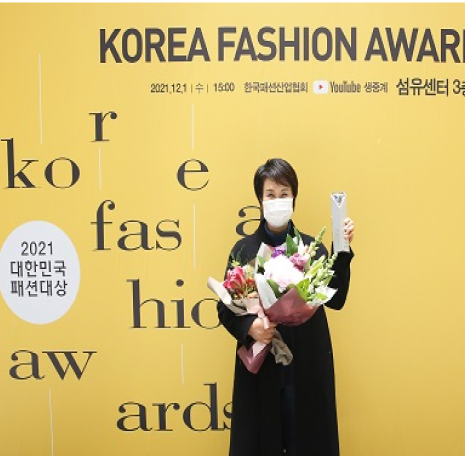 KOREA FASHION AWAR
2021.12.1 | 수 | 15:00 한국패션산업협회 YouTube 생중계 섬유센터 3층
r
ko e
fas a
2021
대한민국
패션대상
hio
aw
ards